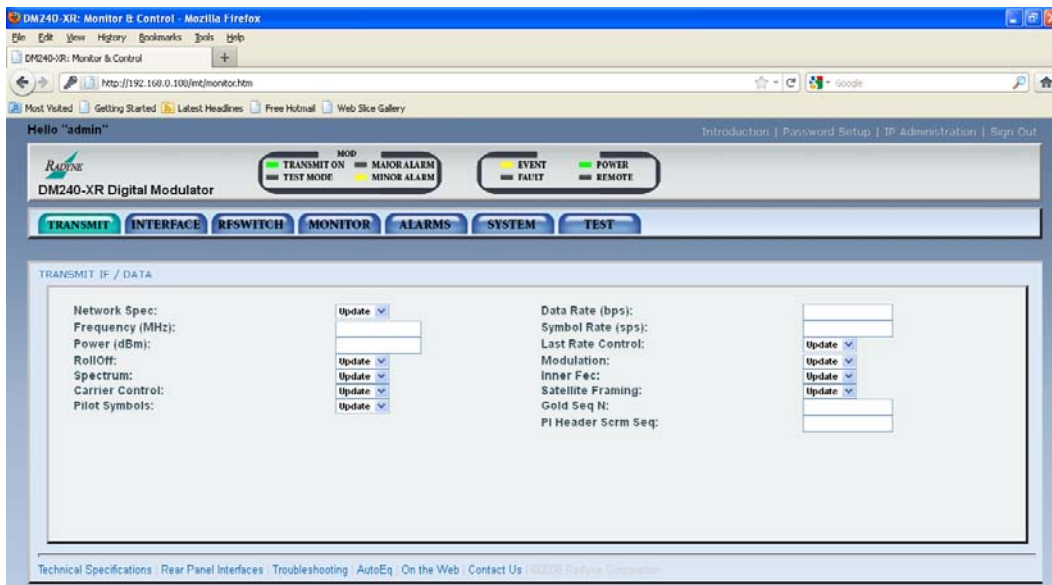 DM240-XR: Monitor & Control - Mozilla Firefox
File Edit View History Bookmarks Tools Help
DM240-XR: Monitor & Control +
http://192.168.0.100/mt/monitor.htm Google
Most Visited Getting Started Latest Headlines Free Hotmail Web Slice Gallery
Hello "admin" Introduction | Password Setup | IP Administration | Sign Out
RADYNE
DM240-XR Digital Modulator
MOD
TRANSMIT ON MAJOR ALARM EVENT POWER
TEST MODE MINOR ALARM FAULT REMOTE
TRANSMIT INTERFACE RFSWITCH MONITOR ALARMS SYSTEM TEST
TRANSMIT IF / DATA
Network Spec: Update Data Rate (bps):
Frequency (MHz): Symbol Rate (sps):
Power (dBm): Last Rate Control: Update
RollOff: Update Modulation: Update
Spectrum: Update Inner Fec: Update
Carrier Control: Update Satellite Framing: Update
Pilot Symbols: Update Gold Seq N:
Pl Header Scrm Seq:
Technical Specifications | Rear Panel Interfaces | Troubleshooting | AutoEq | On the Web | Contact Us | Radyne Corporation